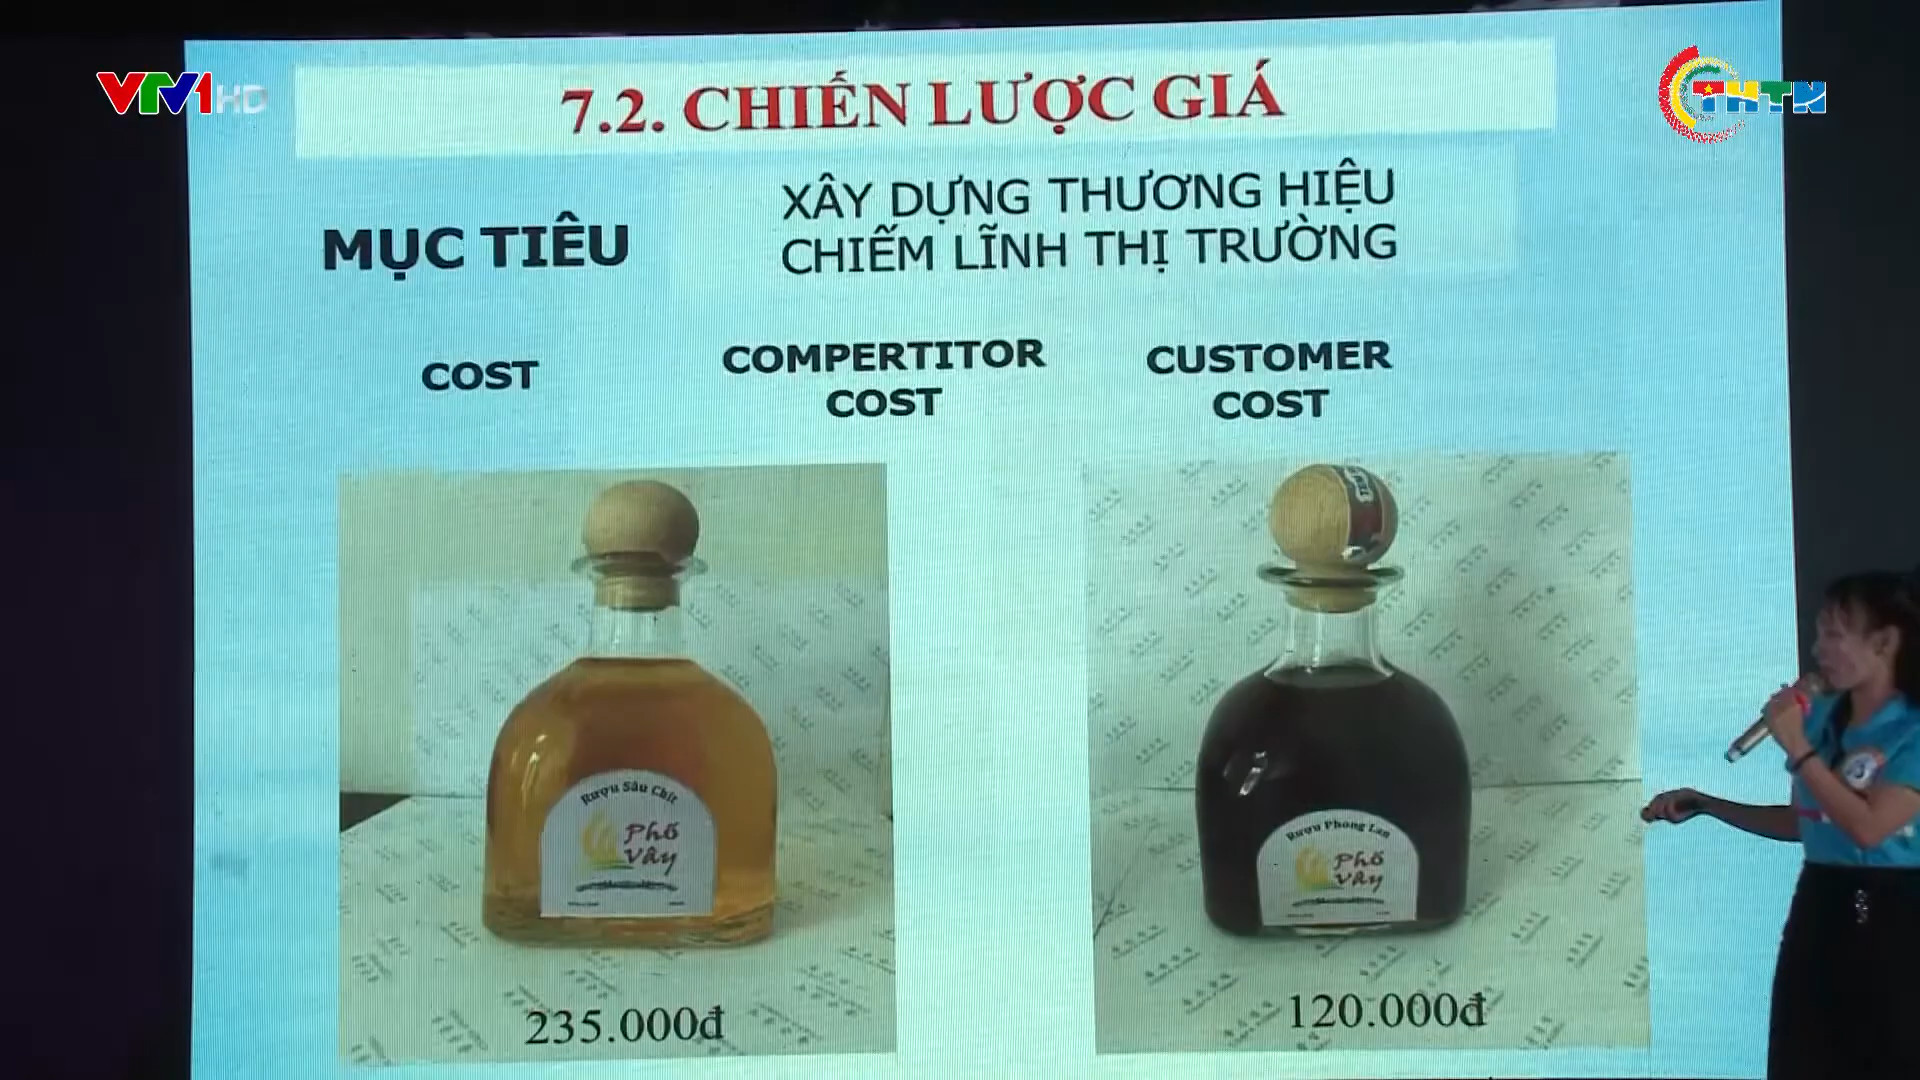 VTV1 HD
THTN
7.2. CHIẾN LƯỢC GIÁ
MỤC TIÊU
XÂY DỰNG THƯƠNG HIỆU
CHIẾM LĨNH THỊ TRƯỜNG
COST
COMPERTITOR
COST
CUSTOMER
COST
Rượu Sâu Chít
Phố
Vây
235.000đ
Rượu Phong Lan
Phố
Vây
120.000đ